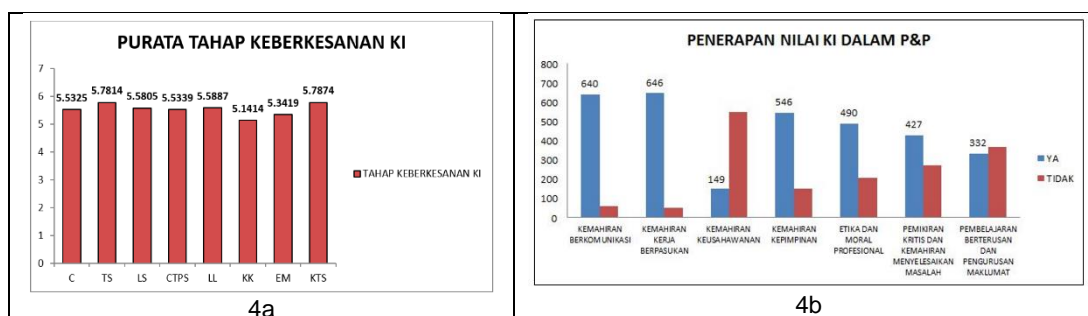 PURATA TAHAP KEBERKESANAN KI
7
6
5
4
3
2
1
0
5.5325
5.7814
5.5805
5.5339
5.5887
5.1414
5.3419
5.7874
C
TS
LS
CTPS
LL
KK
EM
KTS
TAHAP KEBERKESANAN KI
4a
PENERAPAN NILAI KI DALAM P&P
800
700
600
500
400
300
200
100
0
640
646
149
546
490
427
332
KEMAHIRAN
BERKOMUNIKASI
KEMAHIRAN
KERJA
BERPASUKAN
KEMAHIRAN
KEUSAHAWANAN
KEMAHIRAN
KEPIMPINAN
ETIKA DAN
MORAL
PROFESIONAL
PEMIKIRAN
KRITIS DAN
KEMAHIRAN
MENYELESAIKAN
MASALAH
PEMBELAJARAN
BERTERUSAN
DAN
PENGURUSAN
MAKLUMAT
YA
TIDAK
4b